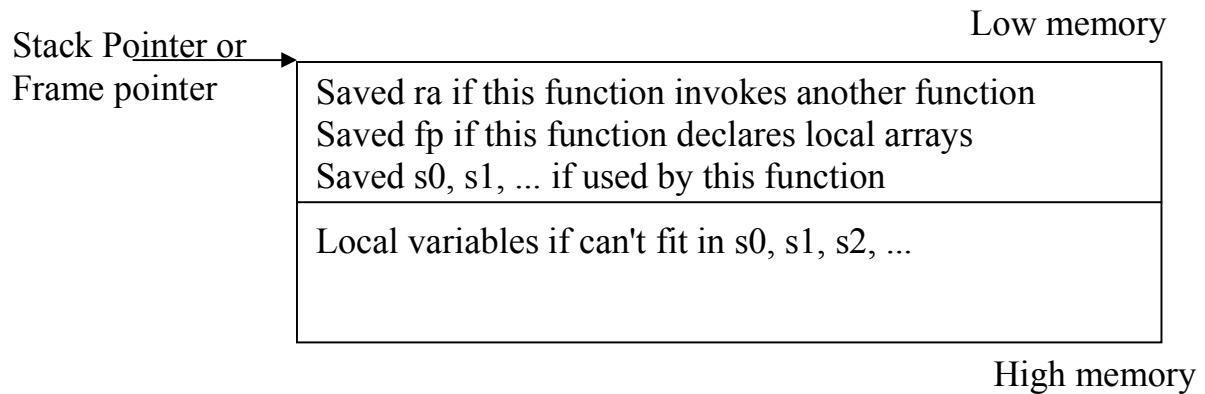 Low memory
Stack Pointer or
Frame pointer
Saved ra if this function invokes another function
Saved fp if this function declares local arrays
Saved s0, s1, ... if used by this function
Local variables if can't fit in s0, s1, s2, ...
High memory